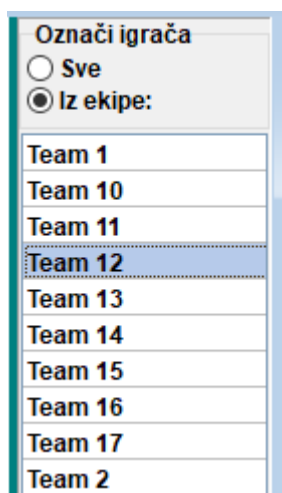 Označi igrača
Sve
Iz ekipe:
Team 1
Team 10
Team 11
Team 12
Team 13
Team 14
Team 15
Team 16
Team 17
Team 2